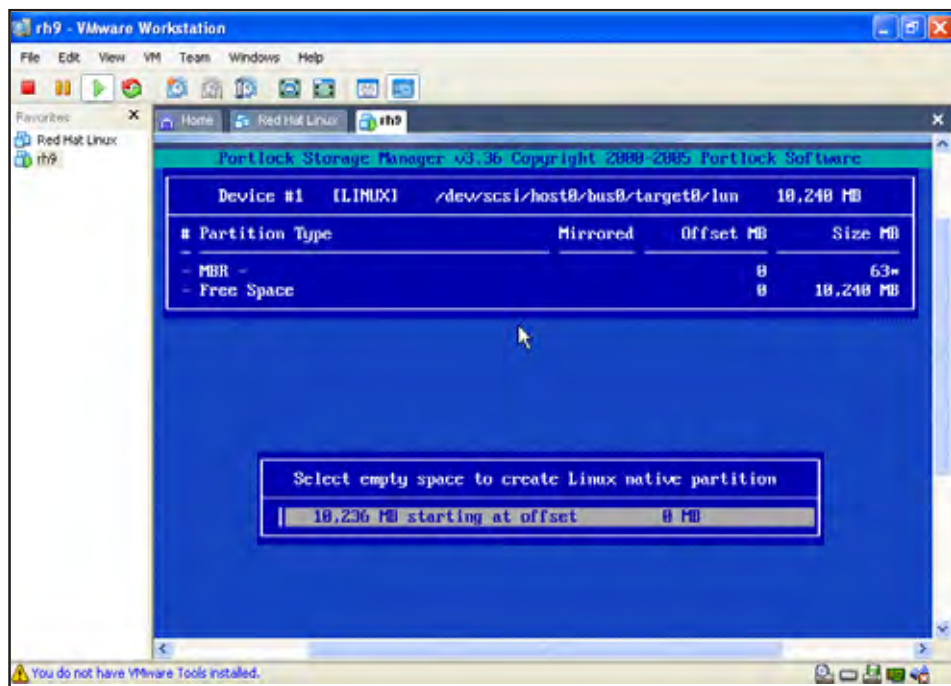 rh9 - VMware Workstation
File Edit View VM Team Windows Help
Favorites
Home Red Hat Linux rh9
Red Hat Linux
rh9
Portlock Storage Manager v3.36 Copyright 2000-2005 Portlock Software
Device #1 [LINUX] /dev/scsi/host0/bus0/target0/lun 10,240 MB
# Partition Type Mirrored Offset MB Size MB
- MBR - 0 63*
- Free Space 0 10,240 MB
Select empty space to create Linux native partition
10,236 MB starting at offset 0 MB
You do not have VMware Tools installed.